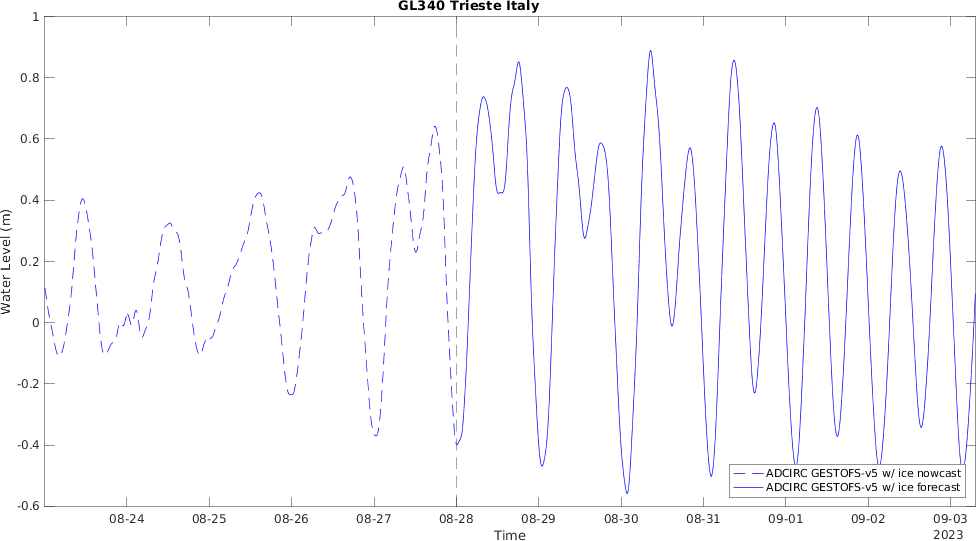 GL340 Trieste Italy
1
0.8
0.6
0.4
0.2
0
-0.2
-0.4
-0.6
Water Level (m)
ADCIRC GESTOFS-v5 w/ ice nowcast
ADCIRC GESTOFS-v5 w/ ice forecast
08-24 08-25 08-26 08-27 08-28 08-29 08-30 08-31 09-01 09-02 09-03
Time
2023